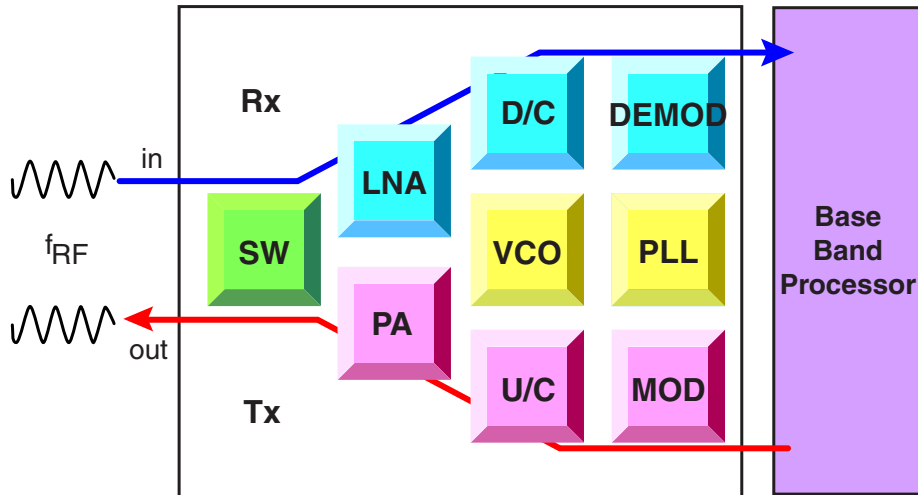 Rx
D/C
DEMOD
in
LNA
SW
VCO
PLL
Base
Band
Processor
fRF
PA
out
U/C
MOD
Tx